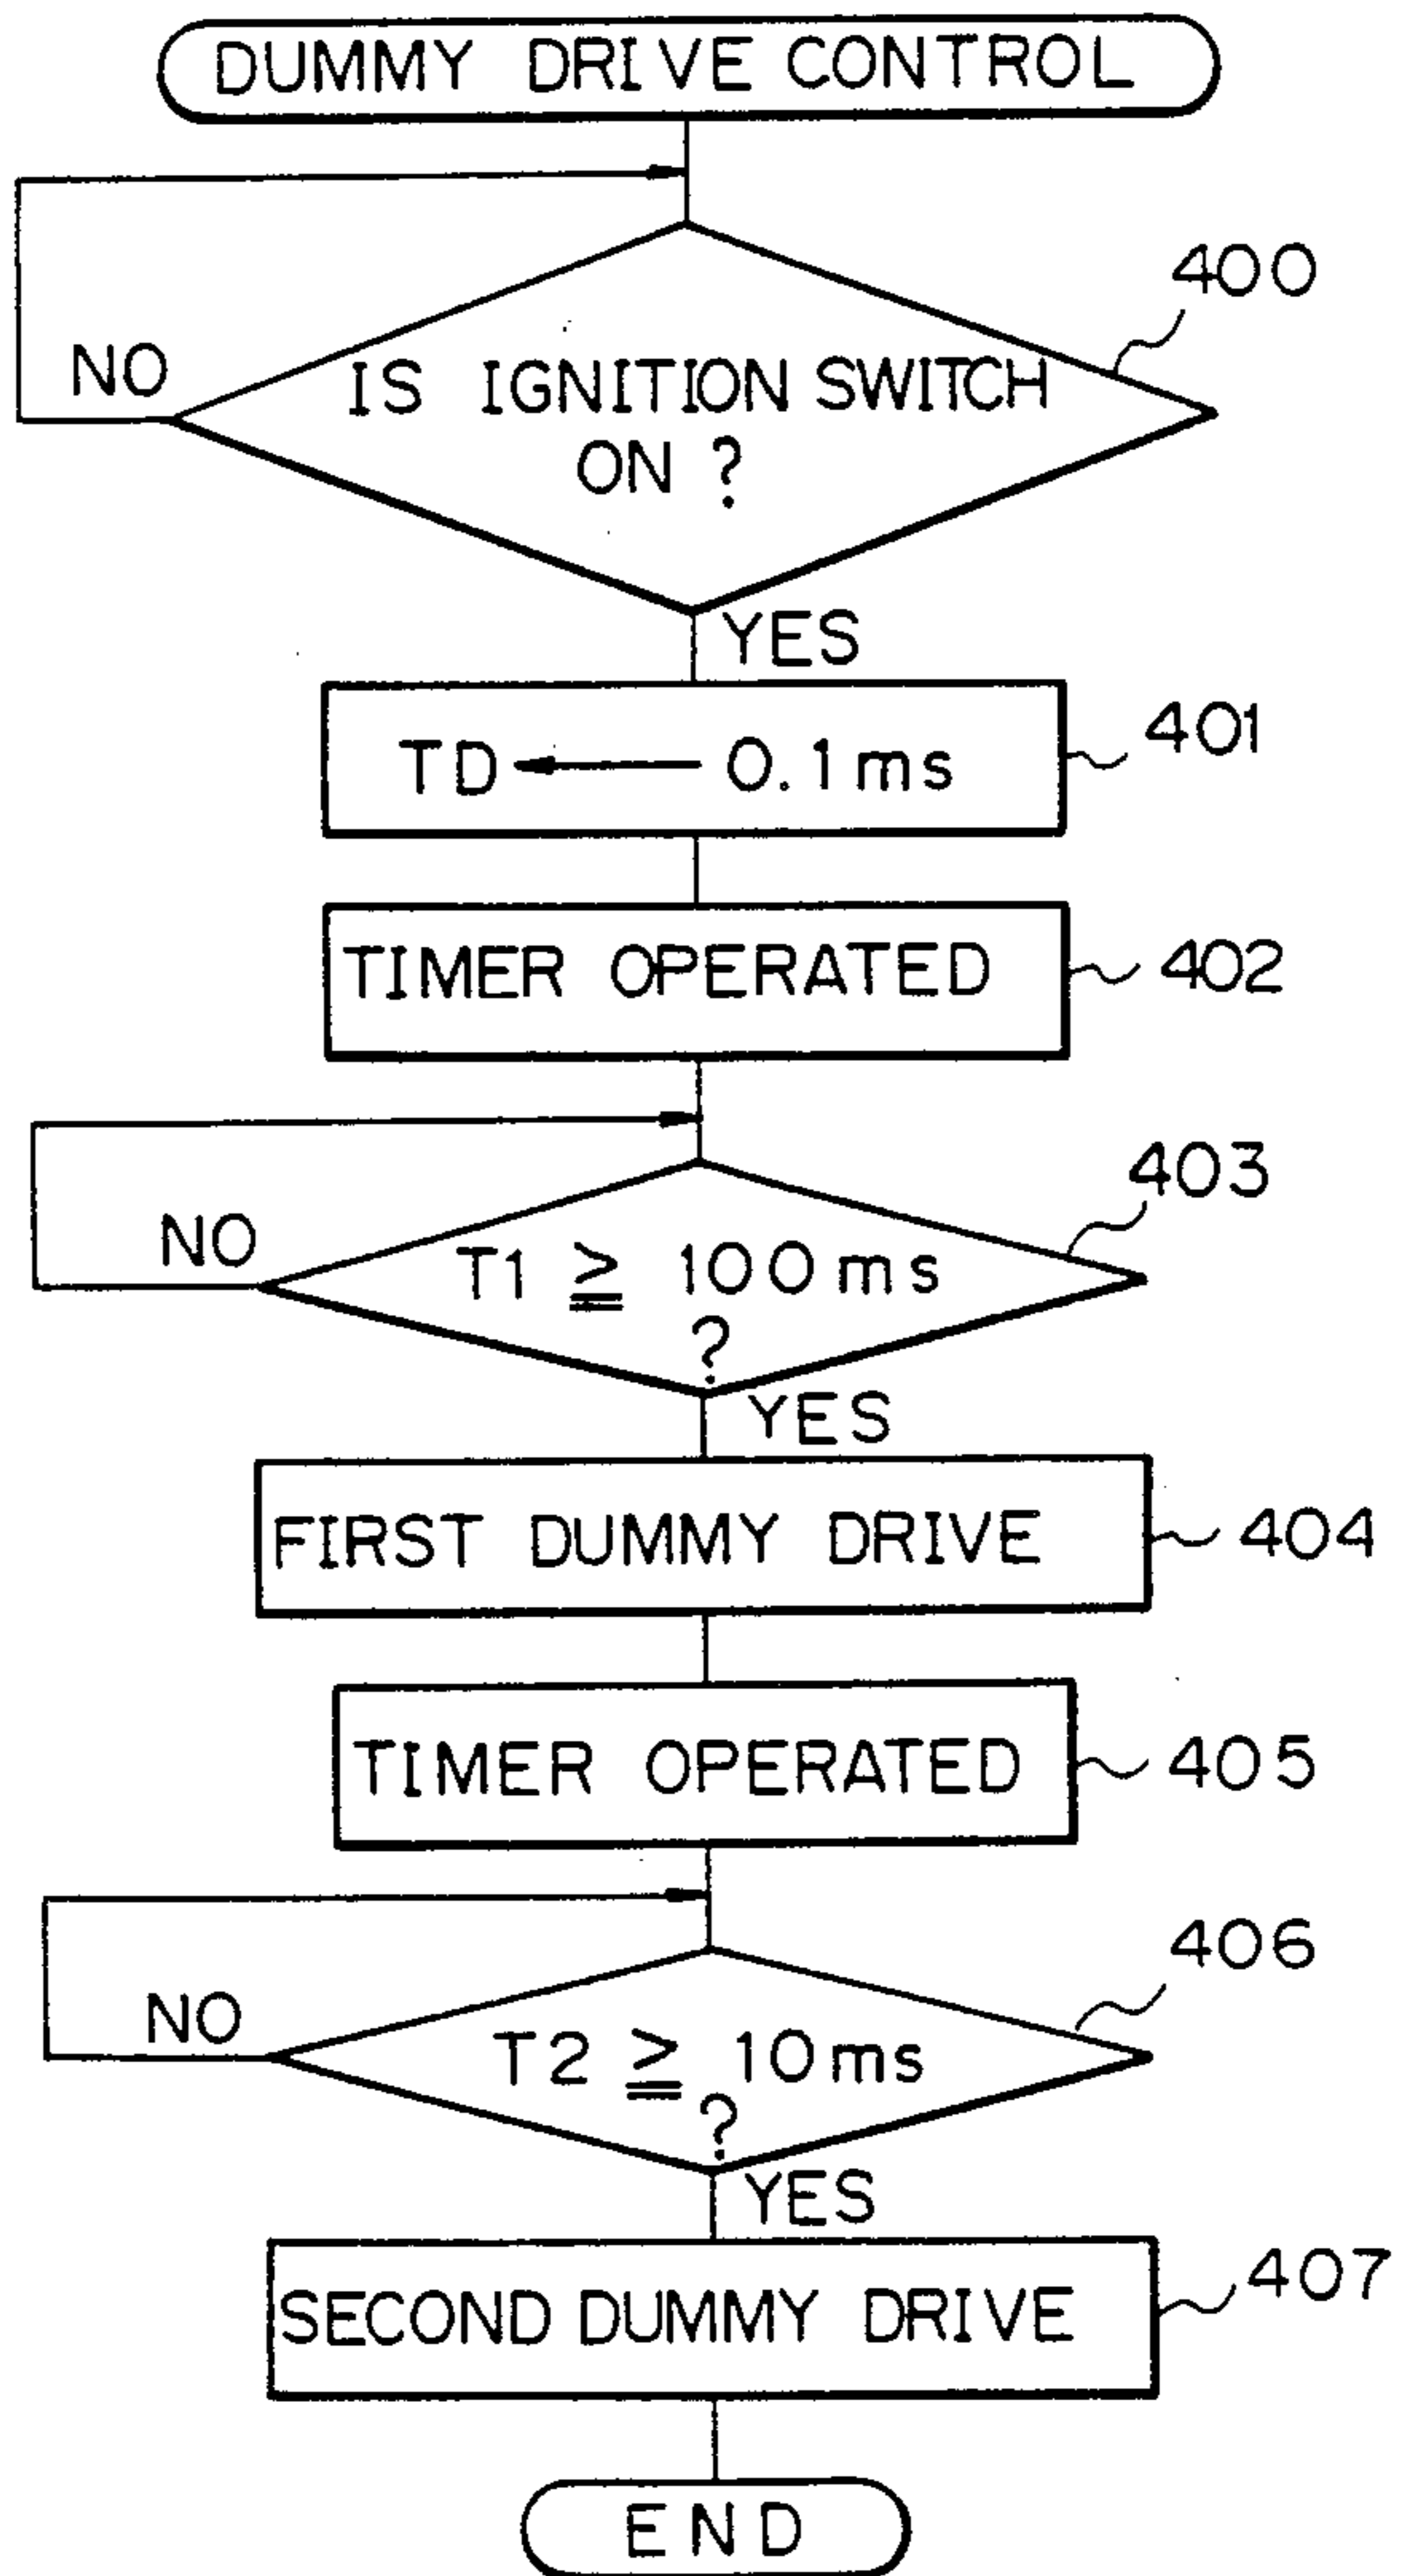 DUMMY DRIVE CONTROL
400
NO
IS IGNITION SWITCH
ON ?
YES
401
TD ← 0.1ms
TIMER OPERATED
402
403
NO
T1 ≧ 100ms
?
YES
FIRST DUMMY DRIVE
404
TIMER OPERATED
405
406
NO
T2 ≧ 10ms
?
YES
407
SECOND DUMMY DRIVE
END